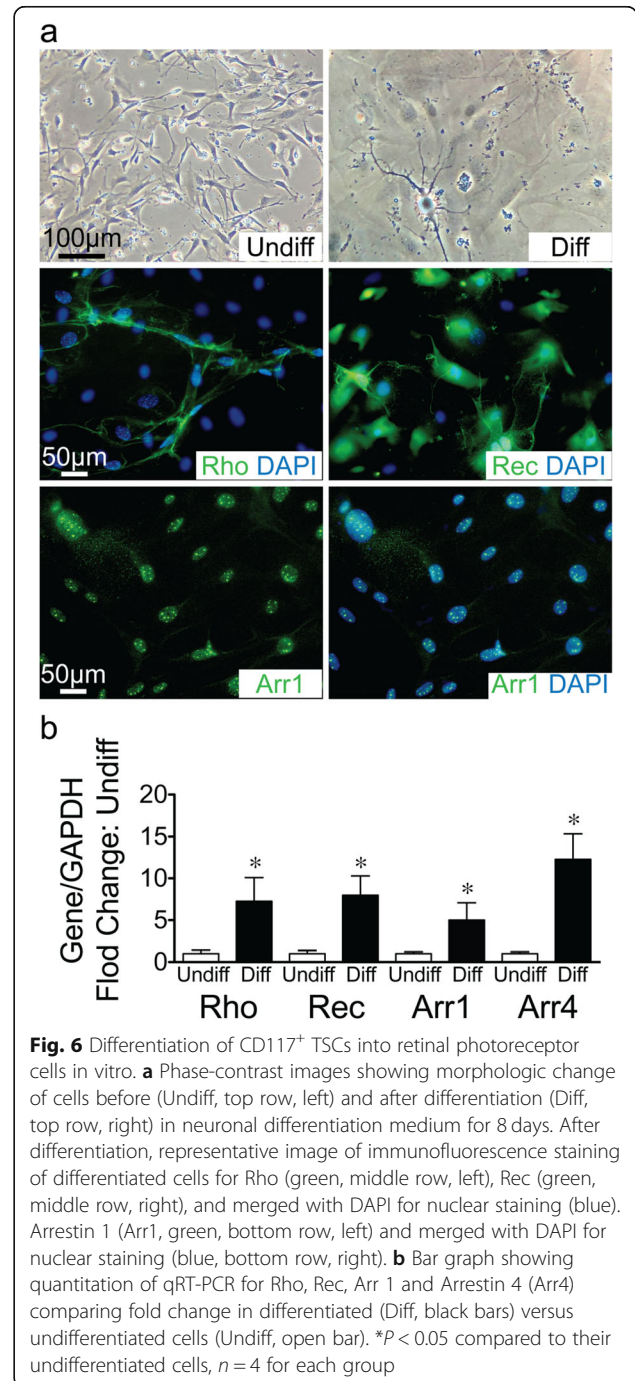 a
100µm
Undiff
Diff
50µm
Rho DAPI
Rec DAPI
50µm
Arr1
Arr1 DAPI
b
Gene/GAPDH
Flod Change: Undiff
20
15
10
5
0
* * * *
Undiff Diff Undiff Diff Undiff Diff Undiff Diff
Rho Rec Arr1 Arr4
Fig. 6 Differentiation of CD117⁺ TSCs into retinal photoreceptor
cells in vitro. a Phase-contrast images showing morphologic change
of cells before (Undiff, top row, left) and after differentiation (Diff,
top row, right) in neuronal differentiation medium for 8 days. After
differentiation, representative image of immunofluorescence staining
of differentiated cells for Rho (green, middle row, left), Rec (green,
middle row, right), and merged with DAPI for nuclear staining (blue).
Arrestin 1 (Arr1, green, bottom row, left) and merged with DAPI for
nuclear staining (blue, bottom row, right). b Bar graph showing
quantitation of qRT-PCR for Rho, Rec, Arr 1 and Arrestin 4 (Arr4)
comparing fold change in differentiated (Diff, black bars) versus
undifferentiated cells (Undiff, open bar). *P < 0.05 compared to their
undifferentiated cells, n = 4 for each group